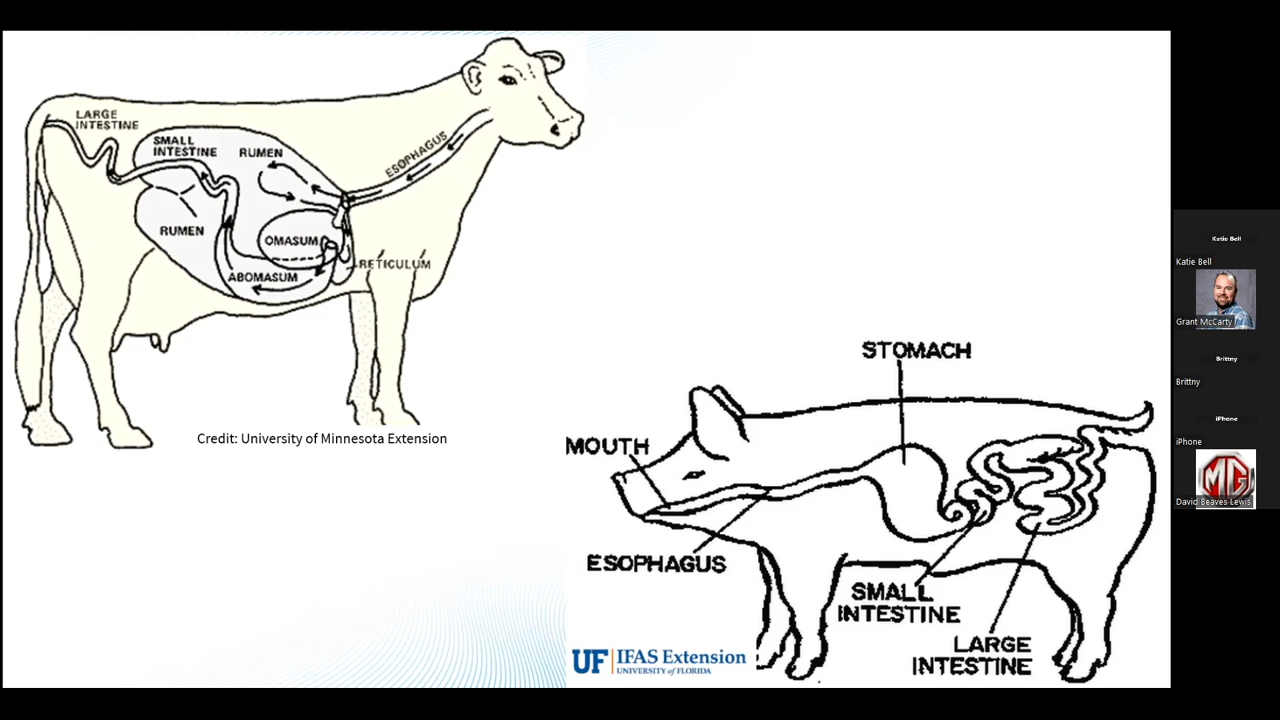 LARGE
INTESTINE
SMALL
INTESTINE
RUMEN
ESOPHAGUS
RUMEN
OMASUM
RETICULUM
ABOMASUM
Credit: University of Minnesota Extension
STOMACH
MOUTH
ESOPHAGUS
SMALL
INTESTINE
LARGE
INTESTINE
UF IFAS Extension
UNIVERSITY of FLORIDA
Katie Bell
Katie Bell
Grant McCarty
Brittny
Brittny
iPhone
iPhone
MG
David Beaves Lewis